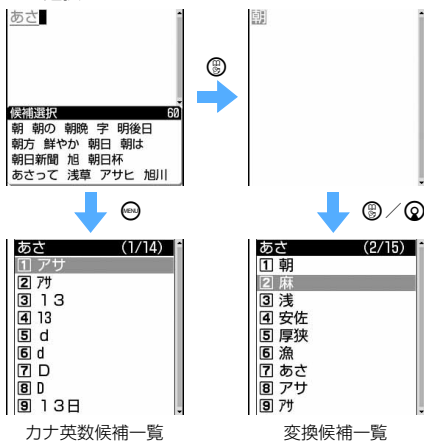 あさ
候補選択 60
朝 朝の 朝晩 字 明後日
朝方 鮮やか 朝日 朝は
朝日新聞 旭 朝日杯
あさって 浅草 アサヒ 旭川
朝
MENU
／
あさ (1/14)
1 アサ
2 ｱｻ
3 １３
4 13
5 ｄ
6 d
7 Ｄ
8 D
9 １３日
カナ英数候補一覧
あさ (2/15)
1 朝
2 麻
3 浅
4 安佐
5 厚狭
6 漁
7 あさ
8 アサ
9 ｱｻ
変換候補一覧